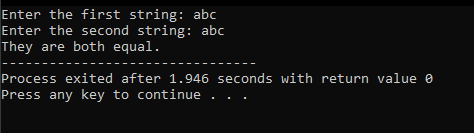 Enter the first string: abc
Enter the second string: abc
They are both equal.
--------------------------------
Process exited after 1.946 seconds with return value 0
Press any key to continue . . .